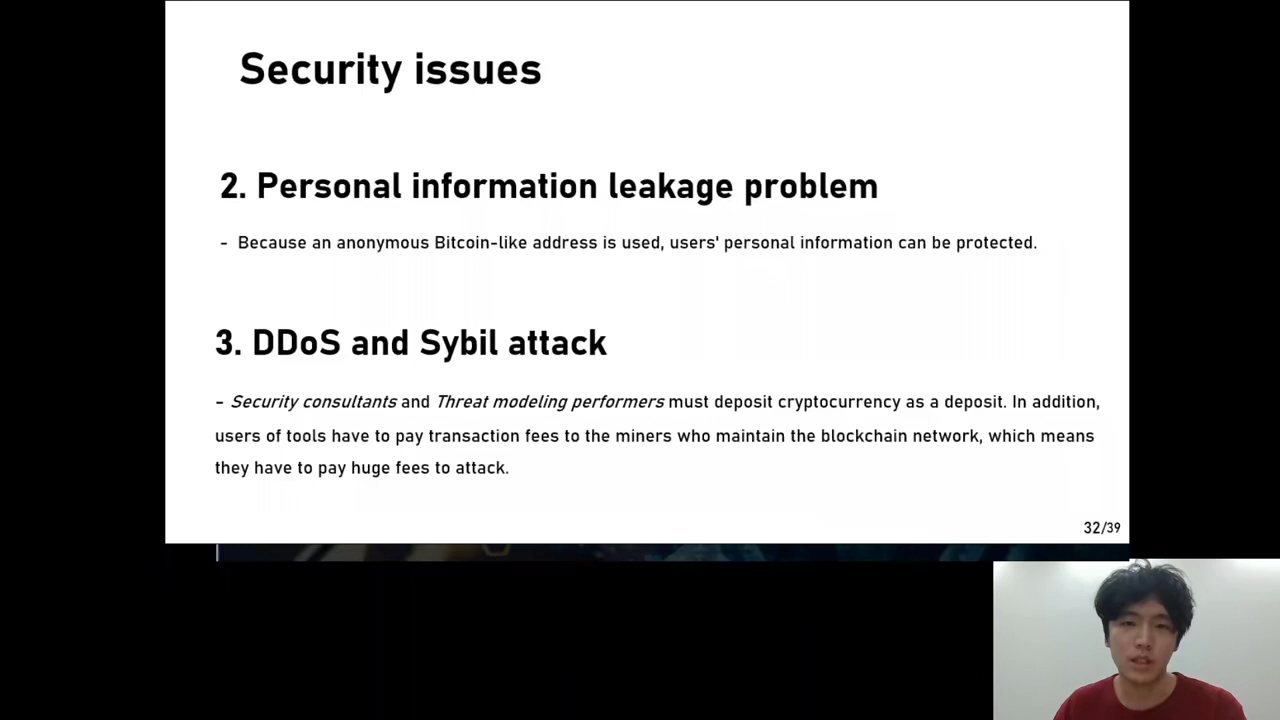 Security issues
2. Personal information leakage problem
- Because an anonymous Bitcoin-like address is used, users' personal information can be protected.
3. DDoS and Sybil attack
- Security consultants and Threat modeling performers must deposit cryptocurrency as a deposit. In addition,
users of tools have to pay transaction fees to the miners who maintain the blockchain network, which means
they have to pay huge fees to attack.
32/39